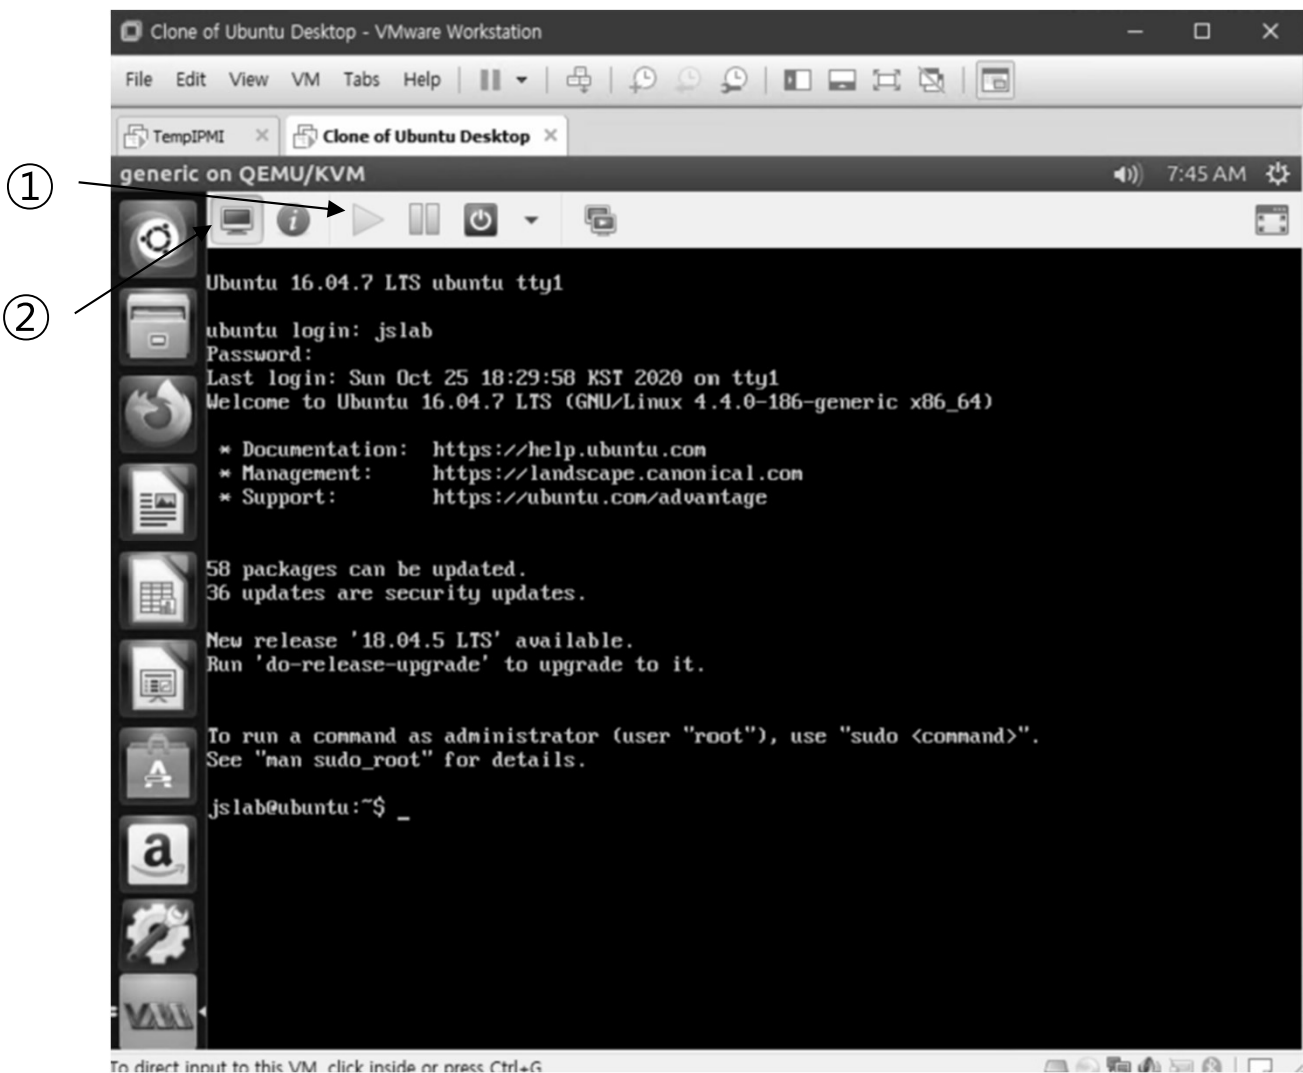 Clone of Ubuntu Desktop - VMware Workstation
File Edit View VM Tabs Help
TempIPMI
Clone of Ubuntu Desktop
generic on QEMU/KVM
7:45 AM
①
②
Ubuntu 16.04.7 LTS ubuntu tty1
ubuntu login: jslab
Password:
Last login: Sun Oct 25 18:29:58 KST 2020 on tty1
Welcome to Ubuntu 16.04.7 LTS (GNU/Linux 4.4.0-186-generic x86_64)
* Documentation: https://help.ubuntu.com
* Management: https://landscape.canonical.com
* Support: https://ubuntu.com/advantage
58 packages can be updated.
36 updates are security updates.
New release '18.04.5 LTS' available.
Run 'do-release-upgrade' to upgrade to it.
To run a command as administrator (user "root"), use "sudo <command>".
See "man sudo_root" for details.
jslab@ubuntu:~$ _
To direct input to this VM, click inside or press Ctrl+G.